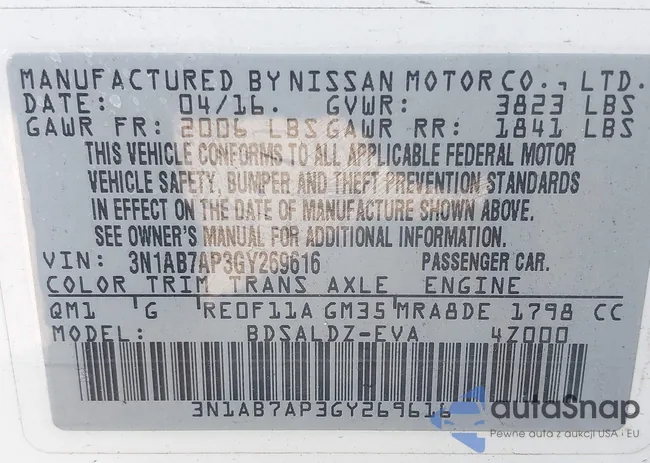 MANUFACTURED BY NISSAN MOTOR CO., LTD.
DATE: 04/16. GVWR: 3823 LBS
GAWR FR: 2006 LBS GAWR RR: 1841 LBS
THIS VEHICLE CONFORMS TO ALL APPLICABLE FEDERAL MOTOR
VEHICLE SAFETY, BUMPER AND THEFT PREVENTION STANDARDS
IN EFFECT ON THE DATE OF MANUFACTURE SHOWN ABOVE.
SEE OWNER'S MANUAL FOR ADDITIONAL INFORMATION.
VIN: 3N1AB7AP3GY269616 PASSENGER CAR.
COLOR TRIM TRANS AXLE ENGINE
QM1 G RE0F11A GM35 MRA8DE 1798 CC
BDSALDZ-EVA 4Z000
3N1AB7AP3GY269616
autoSnap
Pewne auta z aukcji USA i EU